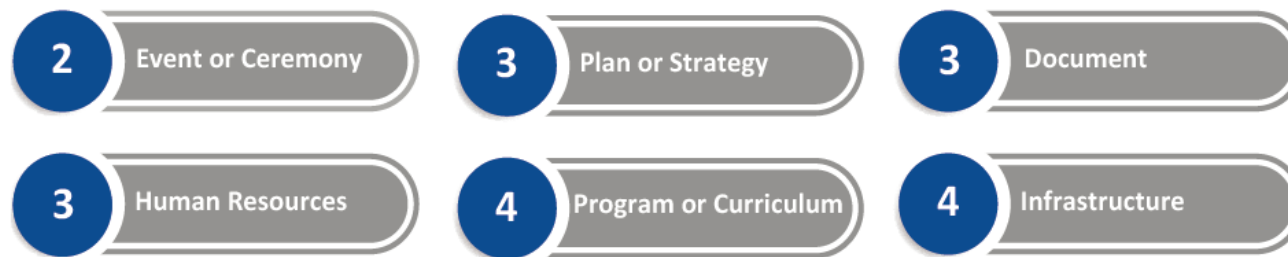 2 Event or Ceremony
3 Plan or Strategy
3 Document
3 Human Resources
4 Program or Curriculum
4 Infrastructure